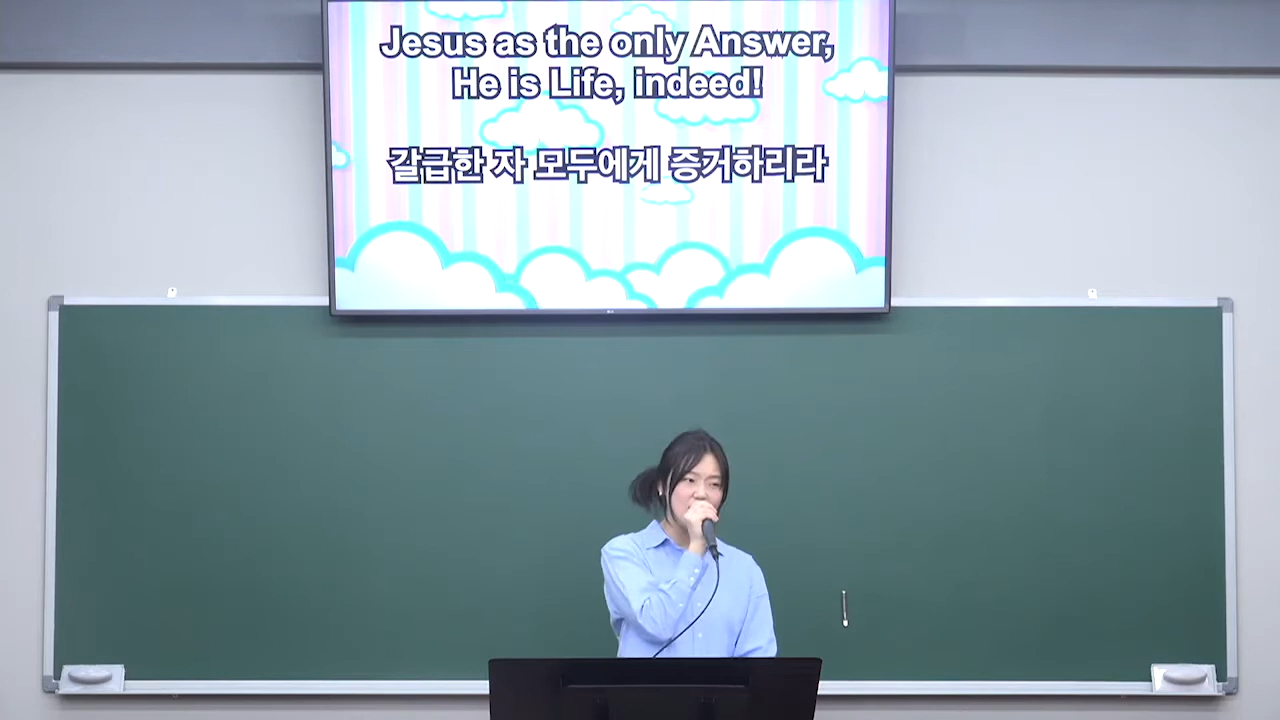 Jesus as the only Answer,
He is Life, indeed!
갈급한 자 모두에게 증거하리라